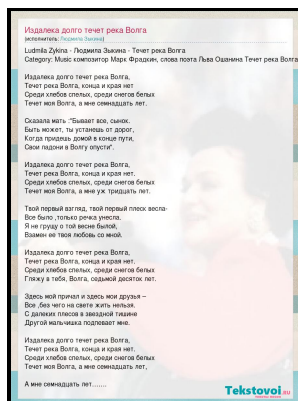 Издалека долго течет река Волга
(исполнитель: Людмила Зыкина)
Ludmila Zykina - Людмила Зыкина - Течет река Волга
Category: Music композитор Марк Фрадкин, слова поэта Льва Ошанина Течет река Волга
Издалека долго течет река Волга,
Течет река Волга, конца и края нет
Среди хлебов спелых, среди снегов белых
Течет моя Волга, а мне семнадцать лет.
Сказала мать :"Бывает все, сынок.
Быть может, ты устанешь от дорог,
Когда придешь домой в конце пути,
Свои ладони в Волгу опусти".
Издалека долго течет река Волга,
Течет река Волга, конца и края нет.
Среди хлебов спелых, среди снегов белых
Течет моя Волга, а мне уж тридцать лет.
Твой первый взгляд, твой первый плеск весла-
Все было ,только речка унесла.
Я не грущу о той весне былой,
Взамен ее твоя любовь со мной.
Издалека долго течет река Волга,
Течет река Волга, конца и края нет.
Среди хлебов спелых, среди снегов белых
Гляжу в тебя, Волга, седьмой десяток лет.
Здесь мой причал и здесь мои друзья –
Все ,без чего на свете жить нельзя.
С далеких плесов в звездной тишине
Другой мальчишка подпевает мне.
Издалека долго течет река Волга,
Течет река Волга, конца и края нет.
Среди хлебов спелых, среди снегов белых
Течет моя Волга, а мне семнадцать лет,
А мне семнадцать лет.......
Tekstovoi.RU